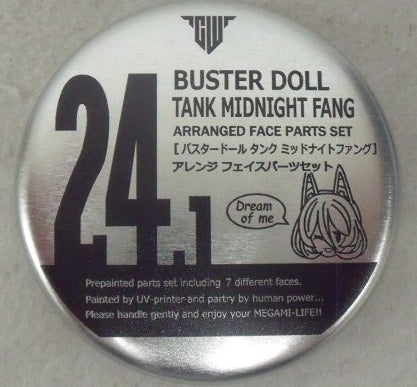 GW
24.1
BUSTER DOLL
TANK MIDNIGHT FANG
ARRANGED FACE PARTS SET
[ バスタードール タンク ミッドナイトファング]
アレンジ フェイスパーツセット
Dream
of me
Prepainted parts set including 7 different faces.
Painted by UV-printer and partry by human power...
Please handle gently and enjoy your MEGAMI-LIFE!!